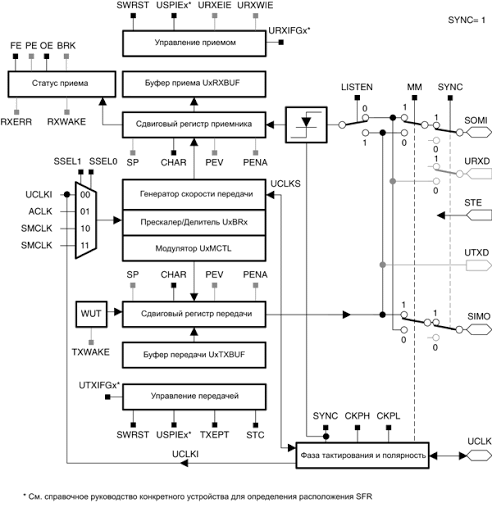 SWRST USPIEx* URXEIE URXWIE
SYNC= 1
URXIFGx*
Управление приемом
FE PE OE BRK
Статус приема
Буфер приема UxRXBUF
LISTEN MM SYNC
RXERR RXWAKE
Сдвиговый регистр приемника
0 1 1 SOMI
1 0 0
SP CHAR PEV PENA
SSEL1 SSEL0
1 URXD
0
UCLKI 00
Генератор скорости передачи
UCLKS
ACLK 01
STE
SMCLK 10
Прескалер/Делитель UxBRx
SMCLK 11
Модулятор UxMCTL
UTXD
SP CHAR PEV PENA
WUT
Сдвиговый регистр передачи
1 1 SIMO
0 0
TXWAKE
Буфер передачи UxTXBUF
UTXIFGx*
Управление передачей
SWRST USPIEx* TXEPT STC
SYNC CKPH CKPL
UCLKI
Фаза тактирования и полярность
UCLK
* См. справочное руководство конкретного устройства для определения расположения SFR